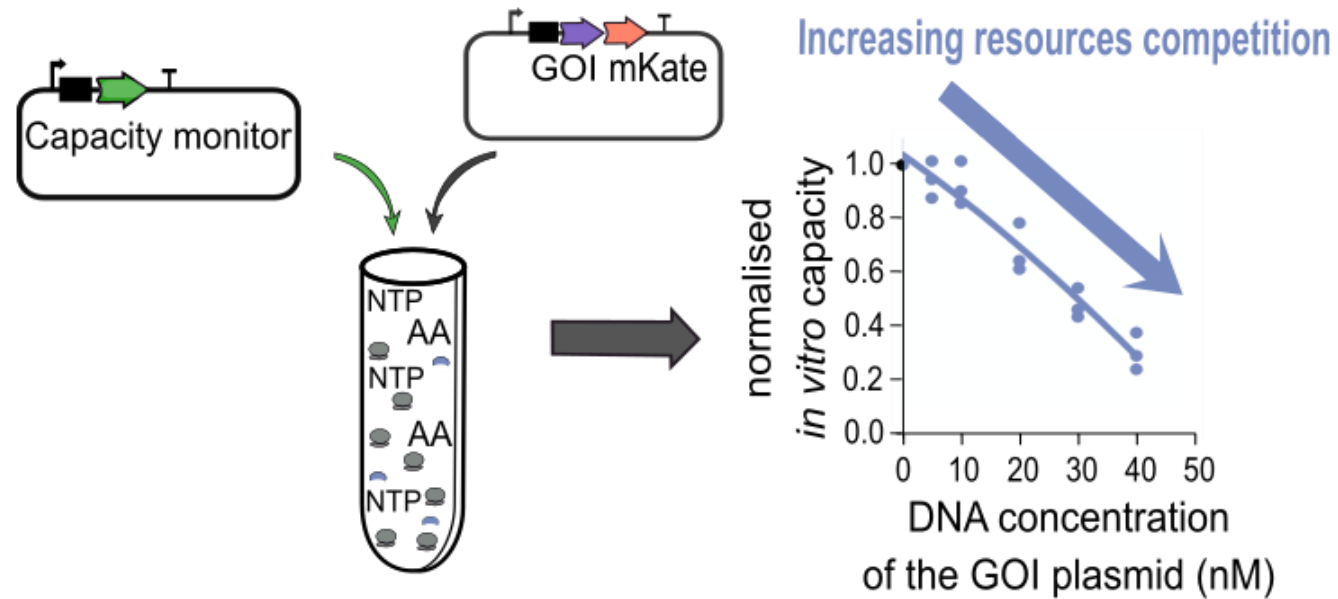 Capacity monitor
GOI mKate
NTP
AA
NTP
AA
NTP
Increasing resources competition
normalised
in vitro capacity
1.0
0.8
0.6
0.4
0.2
0.0
0 10 20 30 40 50
DNA concentration
of the GOI plasmid (nM)